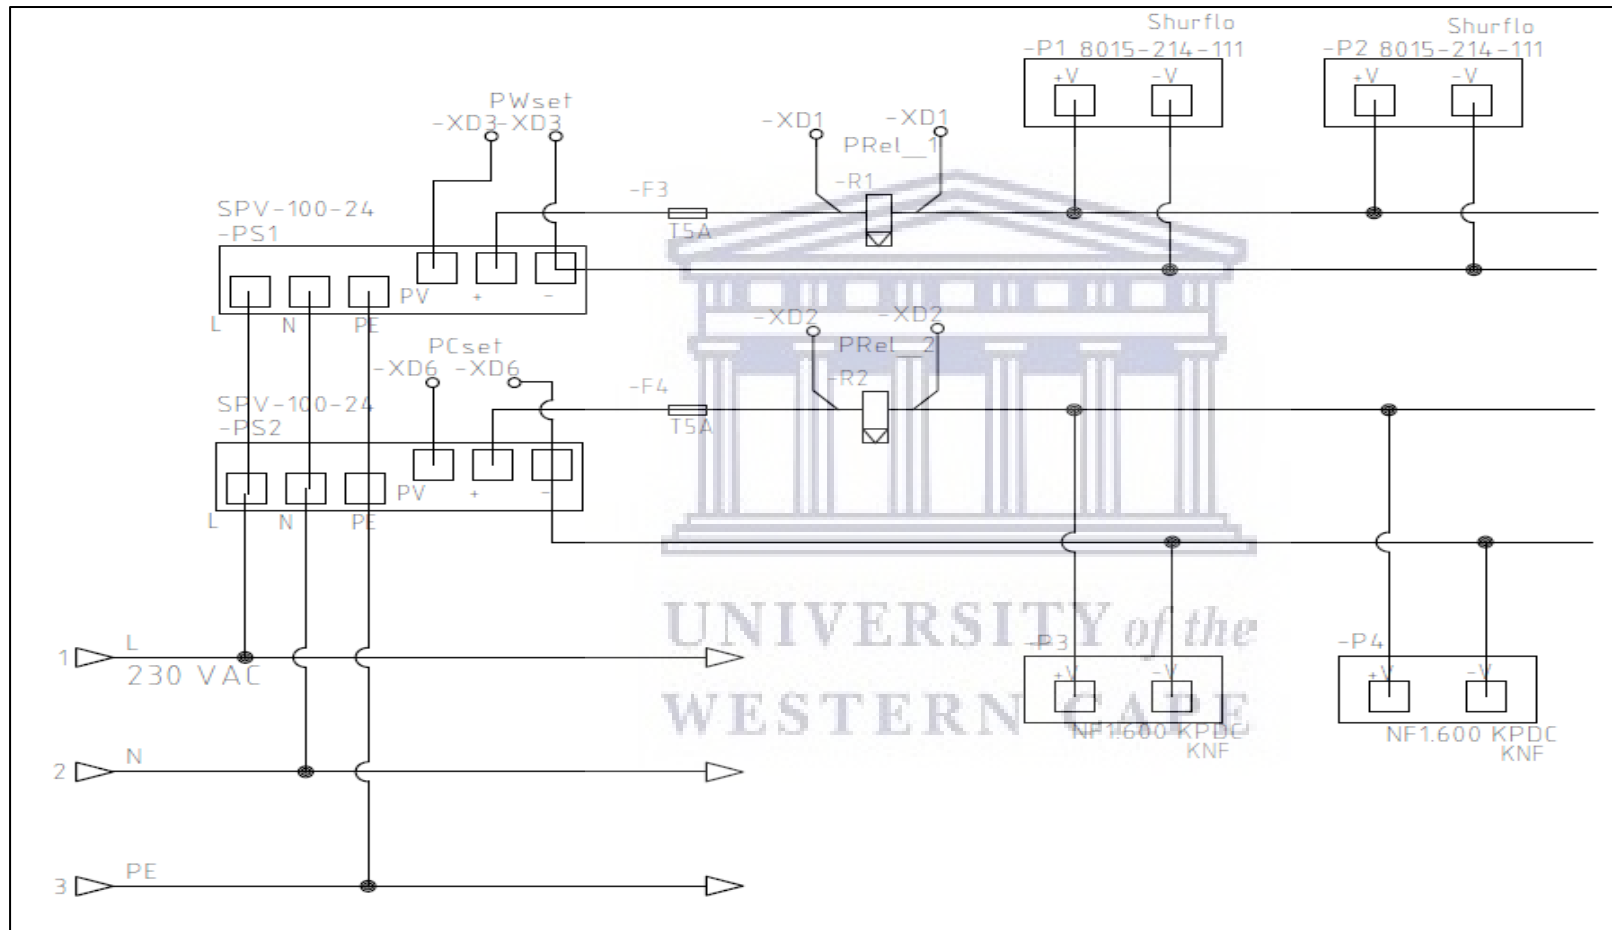 Shurflo
-P1 8015-214-111
+V -V
Shurflo
-P2 8015-214-111
+V -V
PWset
-XD3-XD3
-XD1 -XD1
PRel__1
-R1
-F3
T5A
SPV-100-24
-PS1
PV + -
L N PE
-XD2 -XD2
PRel__2
-R2
PCset
-XD6 -XD6
-F4
T5A
SPV-100-24
-PS2
PV + -
L N PE
UNIVERSITY of the
WESTERN CAPE
-P3
+V -V
NF1.600 KPDC
KNF
-P4
+V -V
NF1.600 KPDC
KNF
1 L
230 VAC
2 N
3 PE